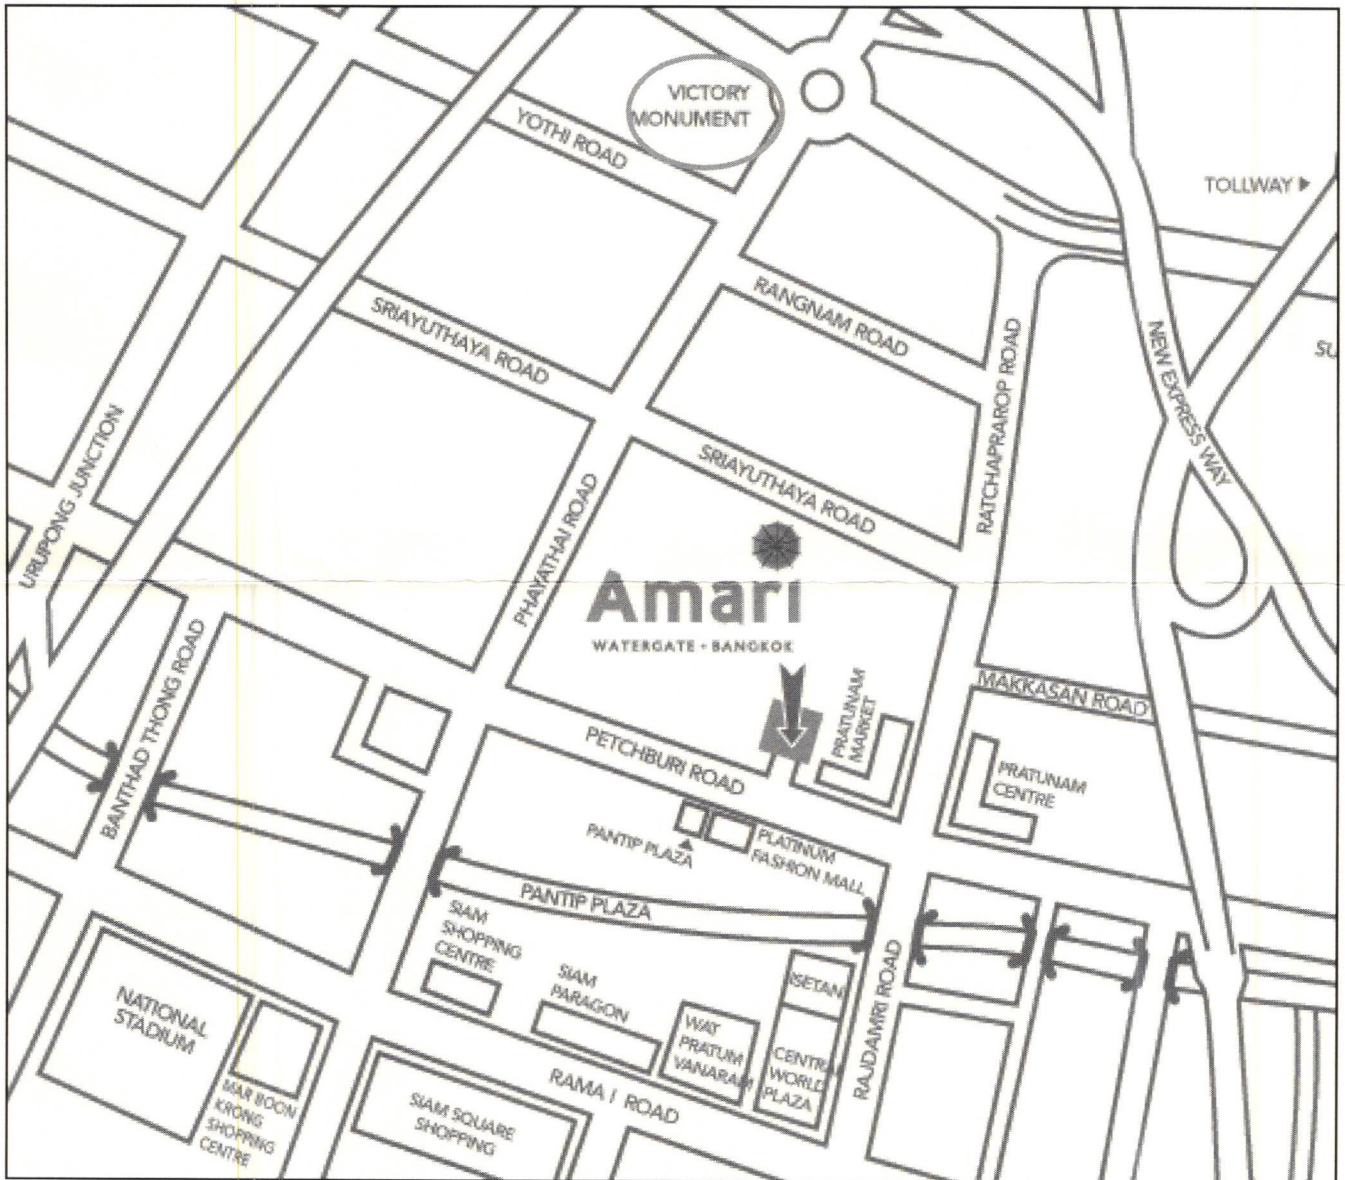 VICTORY
MONUMENT
YOTHI ROAD
TOLLWAY
SU
RANGNAM ROAD
SRIAYUTHAYA ROAD
RATCHAPRAROP ROAD
NEW EXPRESS WAY
URUPONG JUNCTION
PHAYATHAI ROAD
SRIAYUTHAYA ROAD
Amari
WATERGATE - BANGKOK
BANTHAD THONG ROAD
PRATUNAM
MARKET
MAKKASAN ROAD
PETCHBURI ROAD
PRATUNAM
CENTRE
PANTIP PLAZA
PLATINUM
FASHION MALL
PANTIP PLAZA
SIAM
SHOPPING
CENTRE
SIAM
PARAGON
ISETAN
RAJDAMRI ROAD
NATIONAL
STADIUM
WAT
PRATUM
VANARAM
CENTRAL
WORLD
PLAZA
MAR BOON
KRONG
SHOPPING
CENTRE
SIAM SQUARE
SHOPPING
RAMA I ROAD